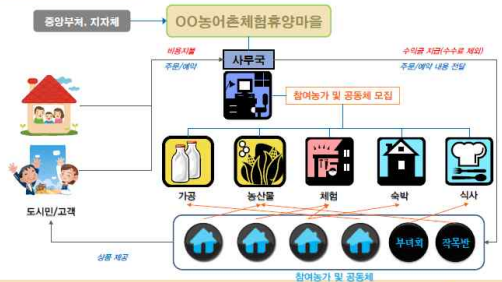 중앙부처, 지자체
OO농어촌체험휴양마을
비용지불
주문/예약
사무국
수익금 지급(수수료 제외)
주문/예약 내용 전달
참여농가 및 공동체 모집
가공
농산물
체험
숙박
식사
도시민/고객
부녀회
작목반
상품 제공
참여농가 및 공동체